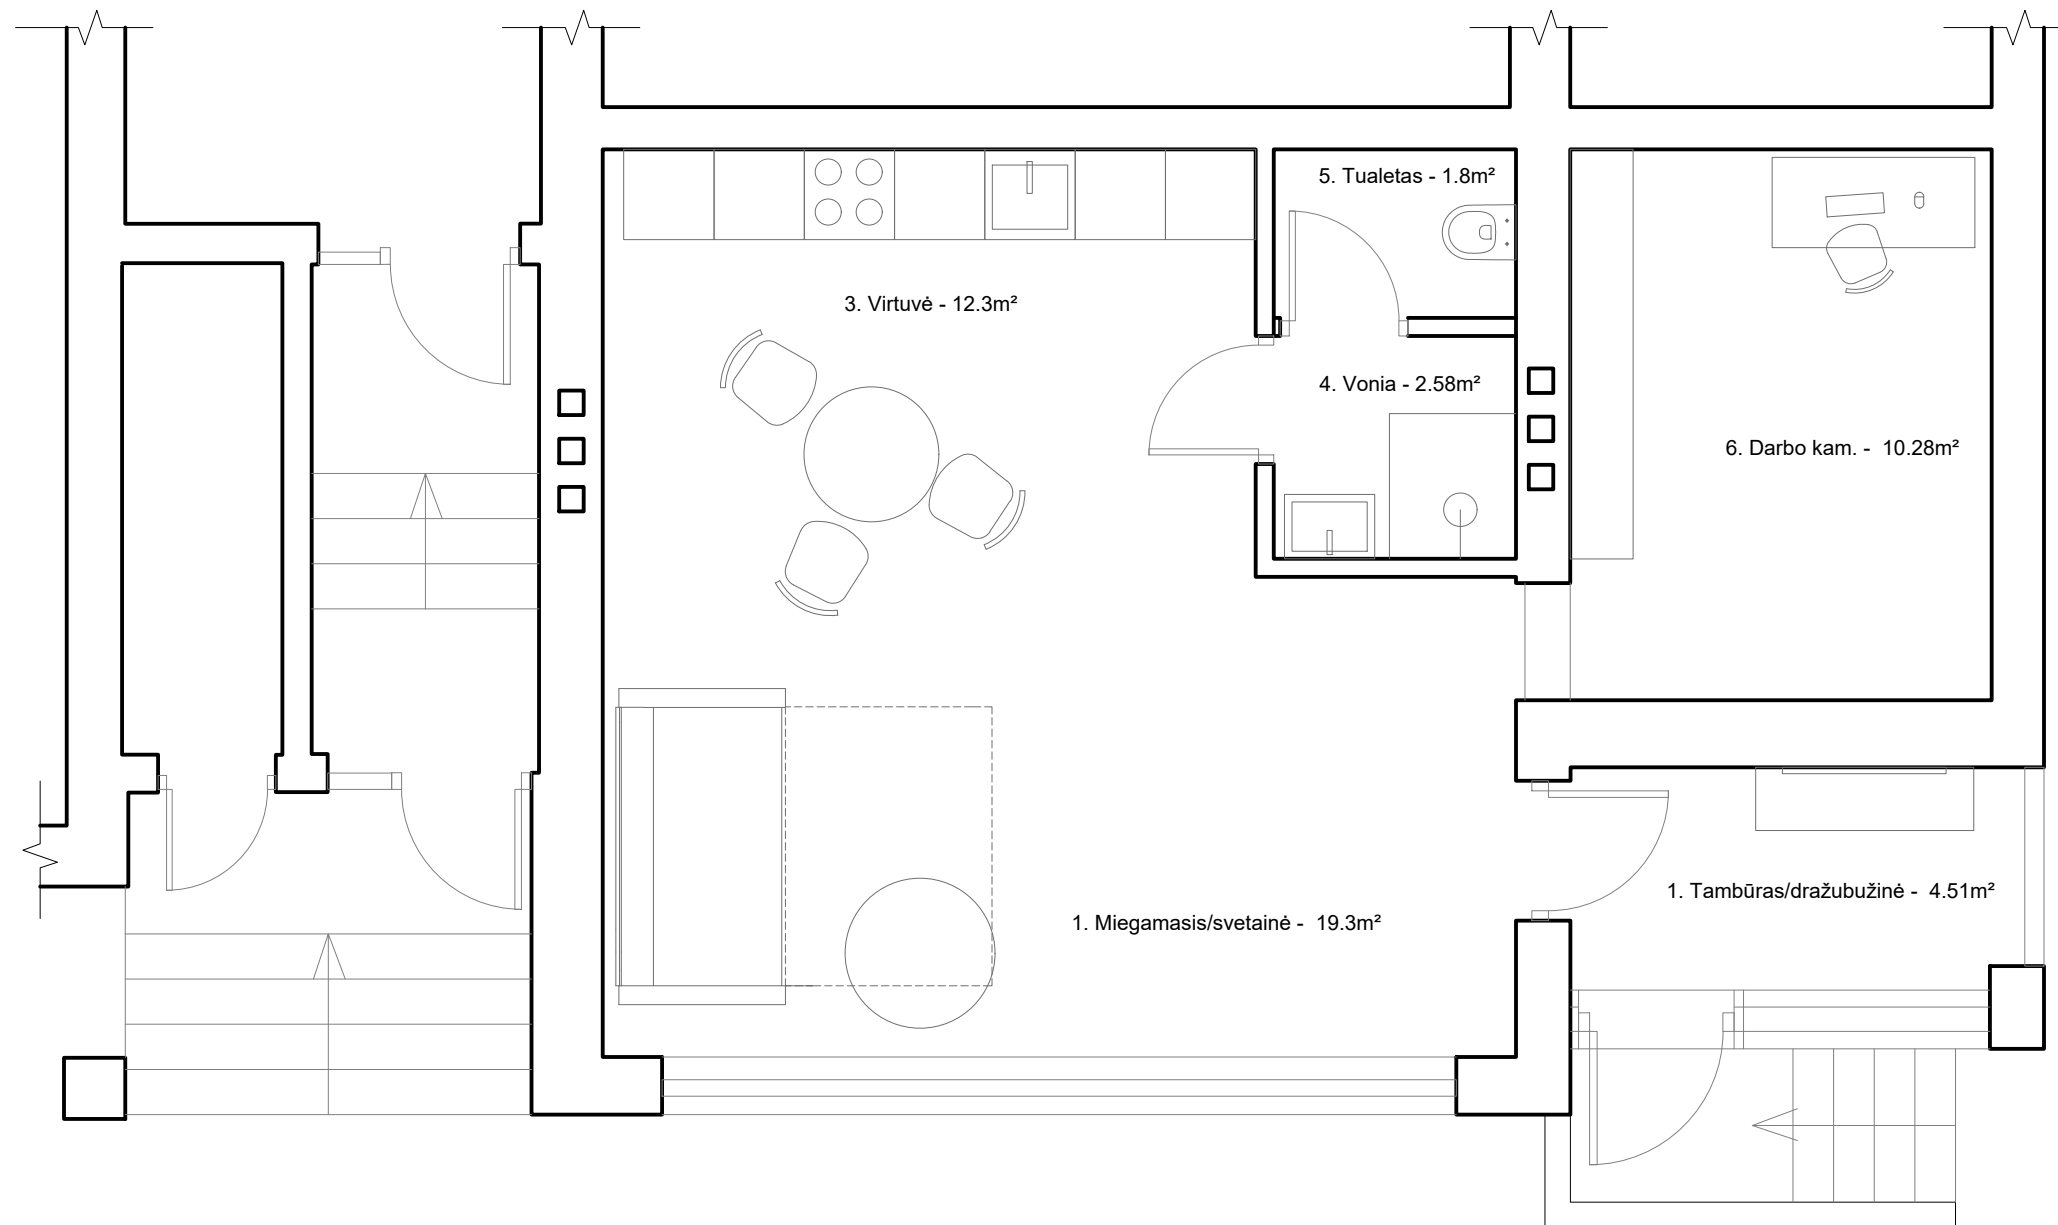 5. Tualetas - 1.8m²
3. Virtuvė - 12.3m²
4. Vonia - 2.58m²
6. Darbo kam. - 10.28m²
1. Tambūras/dražubužinė - 4.51m²
1. Miegamasis/svetainė - 19.3m²